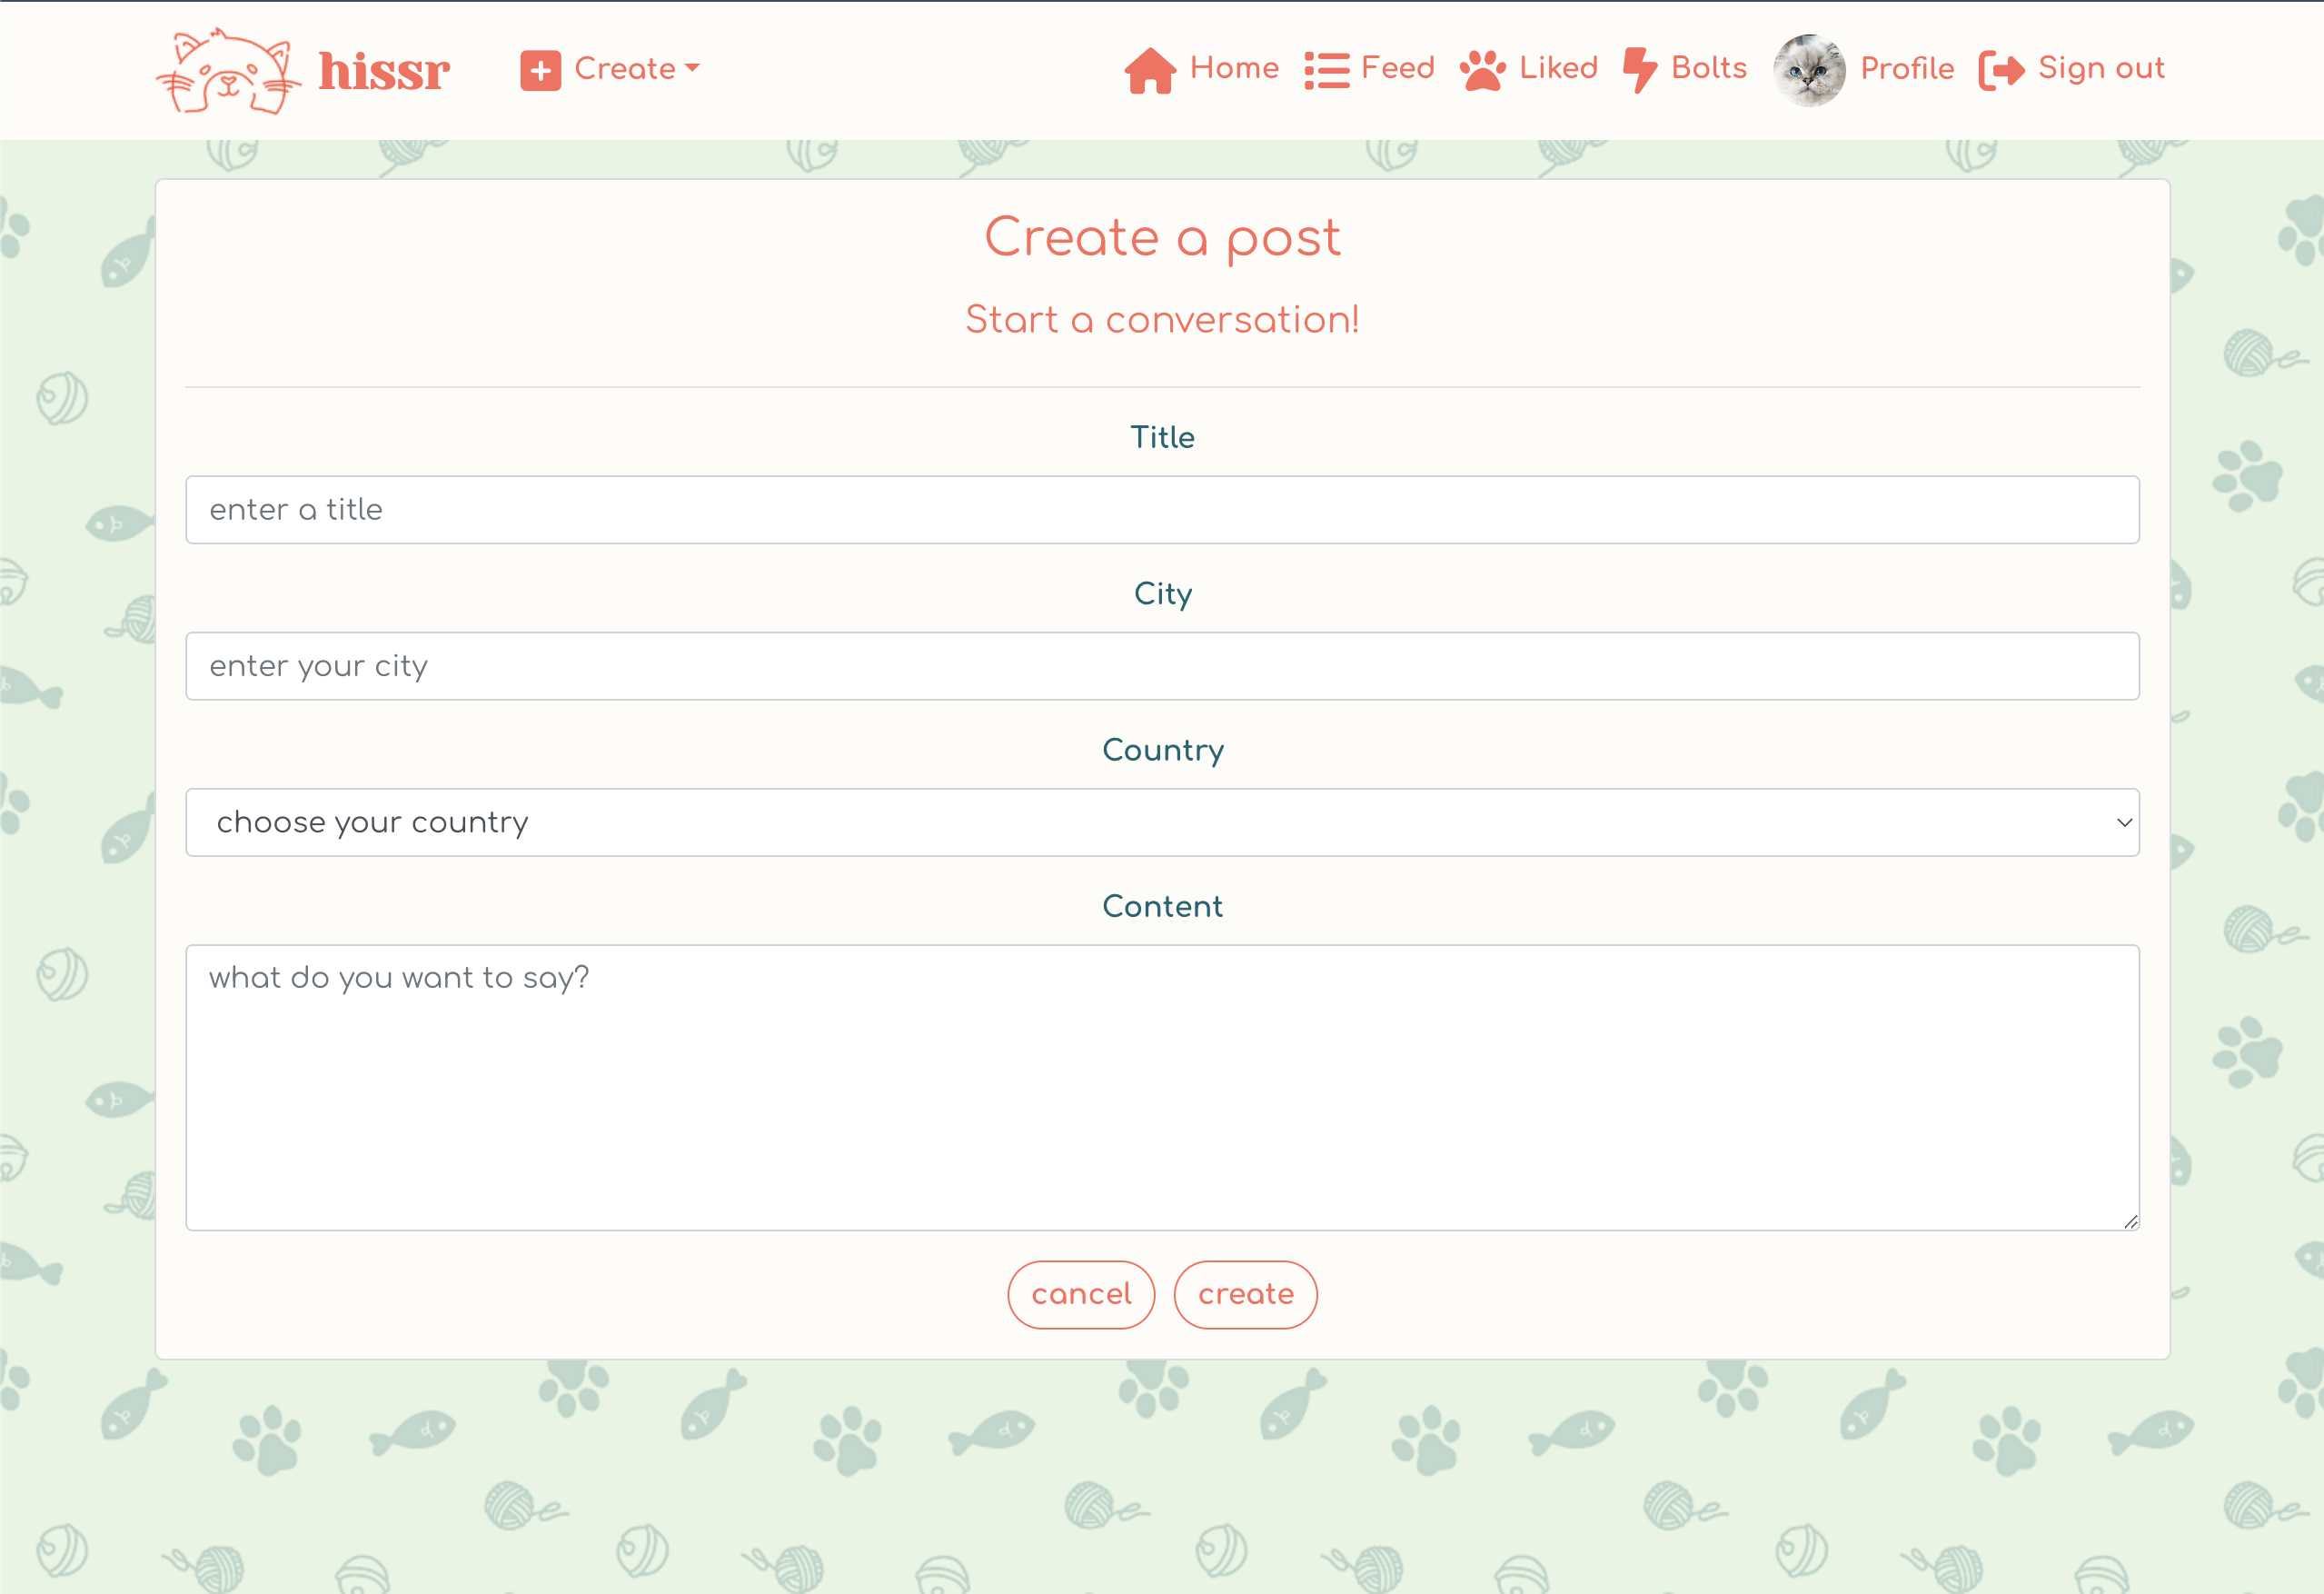 hissr Create Home Feed Liked Bolts Profile Sign out
Create a post
Start a conversation!
Title
enter a title
City
enter your city
Country
choose your country
Content
what do you want to say?
cancel create